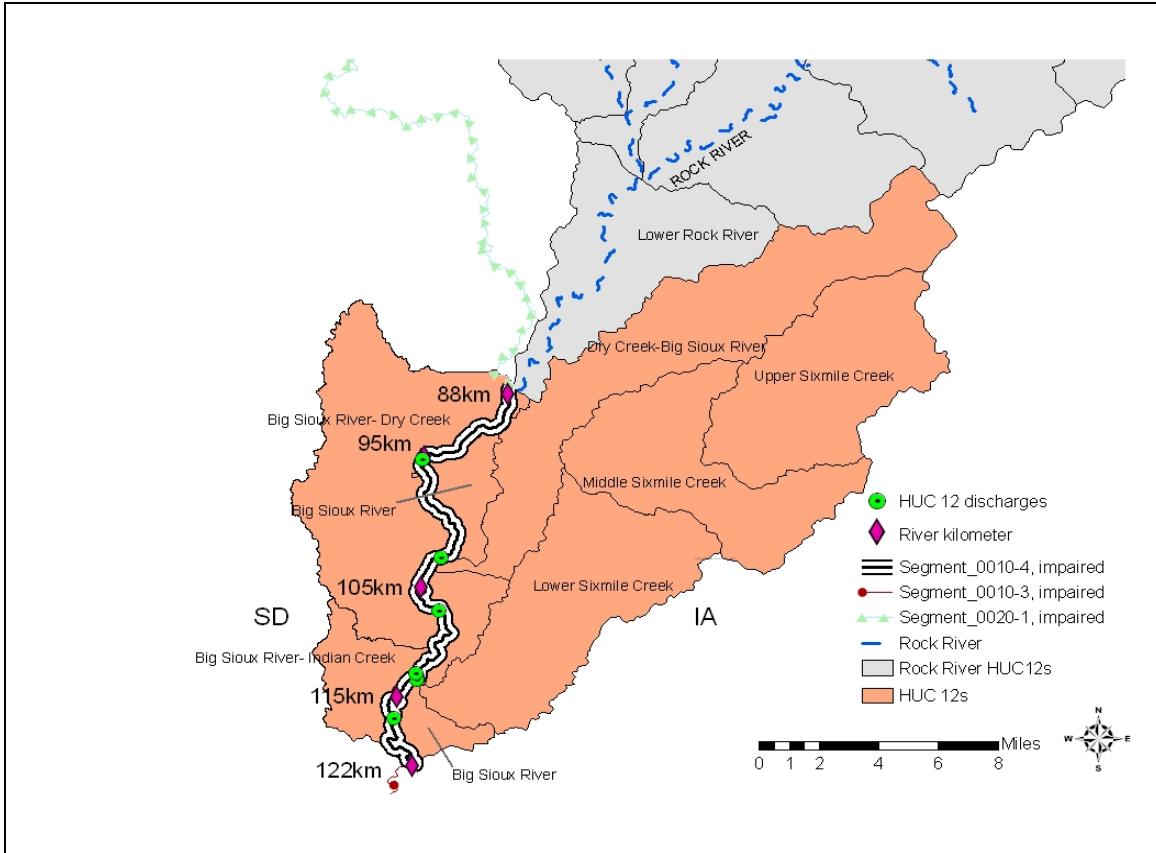 ROCK RIVER
Lower Rock River
Dry Creek-Big Sioux River
Upper Sixmile Creek
88km
Big Sioux River- Dry Creek
95km
Middle Sixmile Creek
Big Sioux River
105km
Lower Sixmile Creek
SD
IA
Big Sioux River- Indian Creek
115km
122km
Big Sioux River
HUC 12 discharges
River kilometer
Segment_0010-4, impaired
Segment_0010-3, impaired
Segment_0020-1, impaired
Rock River
Rock River HUC12s
HUC 12s
Miles
0 1 2 4 6 8
N
W E
S